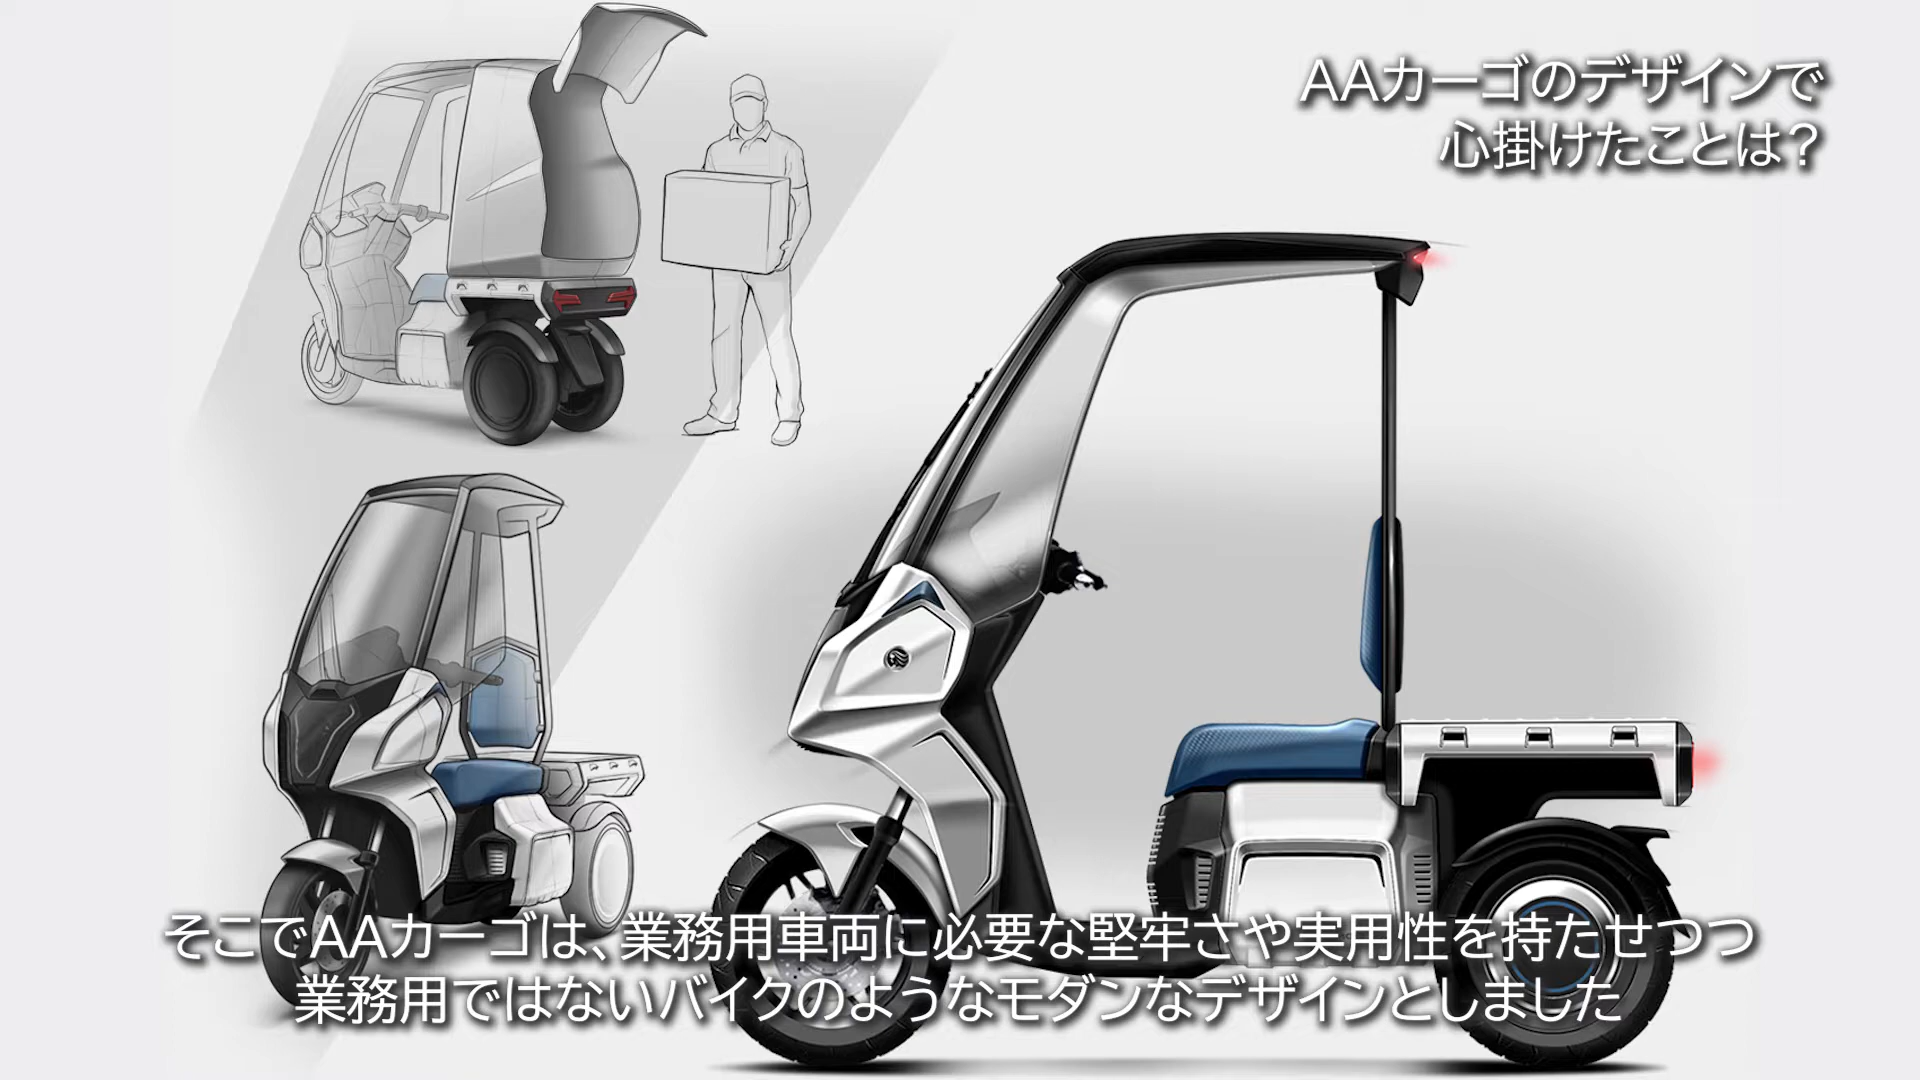 AAカーゴのデザインで
心掛けたことは?
そこでAAカーゴは、業務用車両に必要な堅牢さや実用性を持たせつつ
業務用ではないバイクのようなモダンなデザインとしました